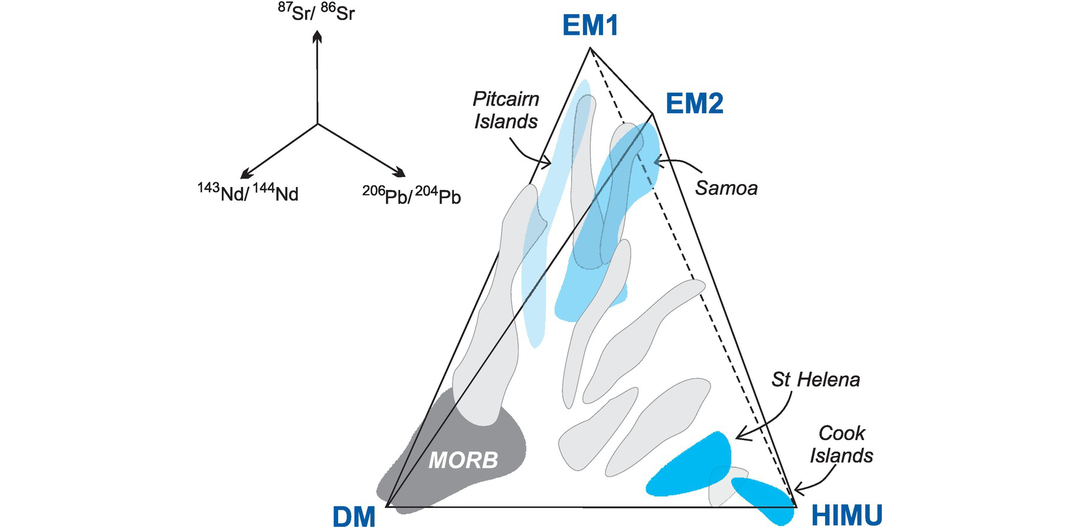 ⁸⁷Sr/ ⁸⁶Sr
¹⁴³Nd/ ¹⁴⁴Nd
²⁰⁶Pb/ ²⁰⁴Pb
EM1
EM2
Pitcairn
Islands
Samoa
St Helena
Cook
Islands
MORB
DM
HIMU